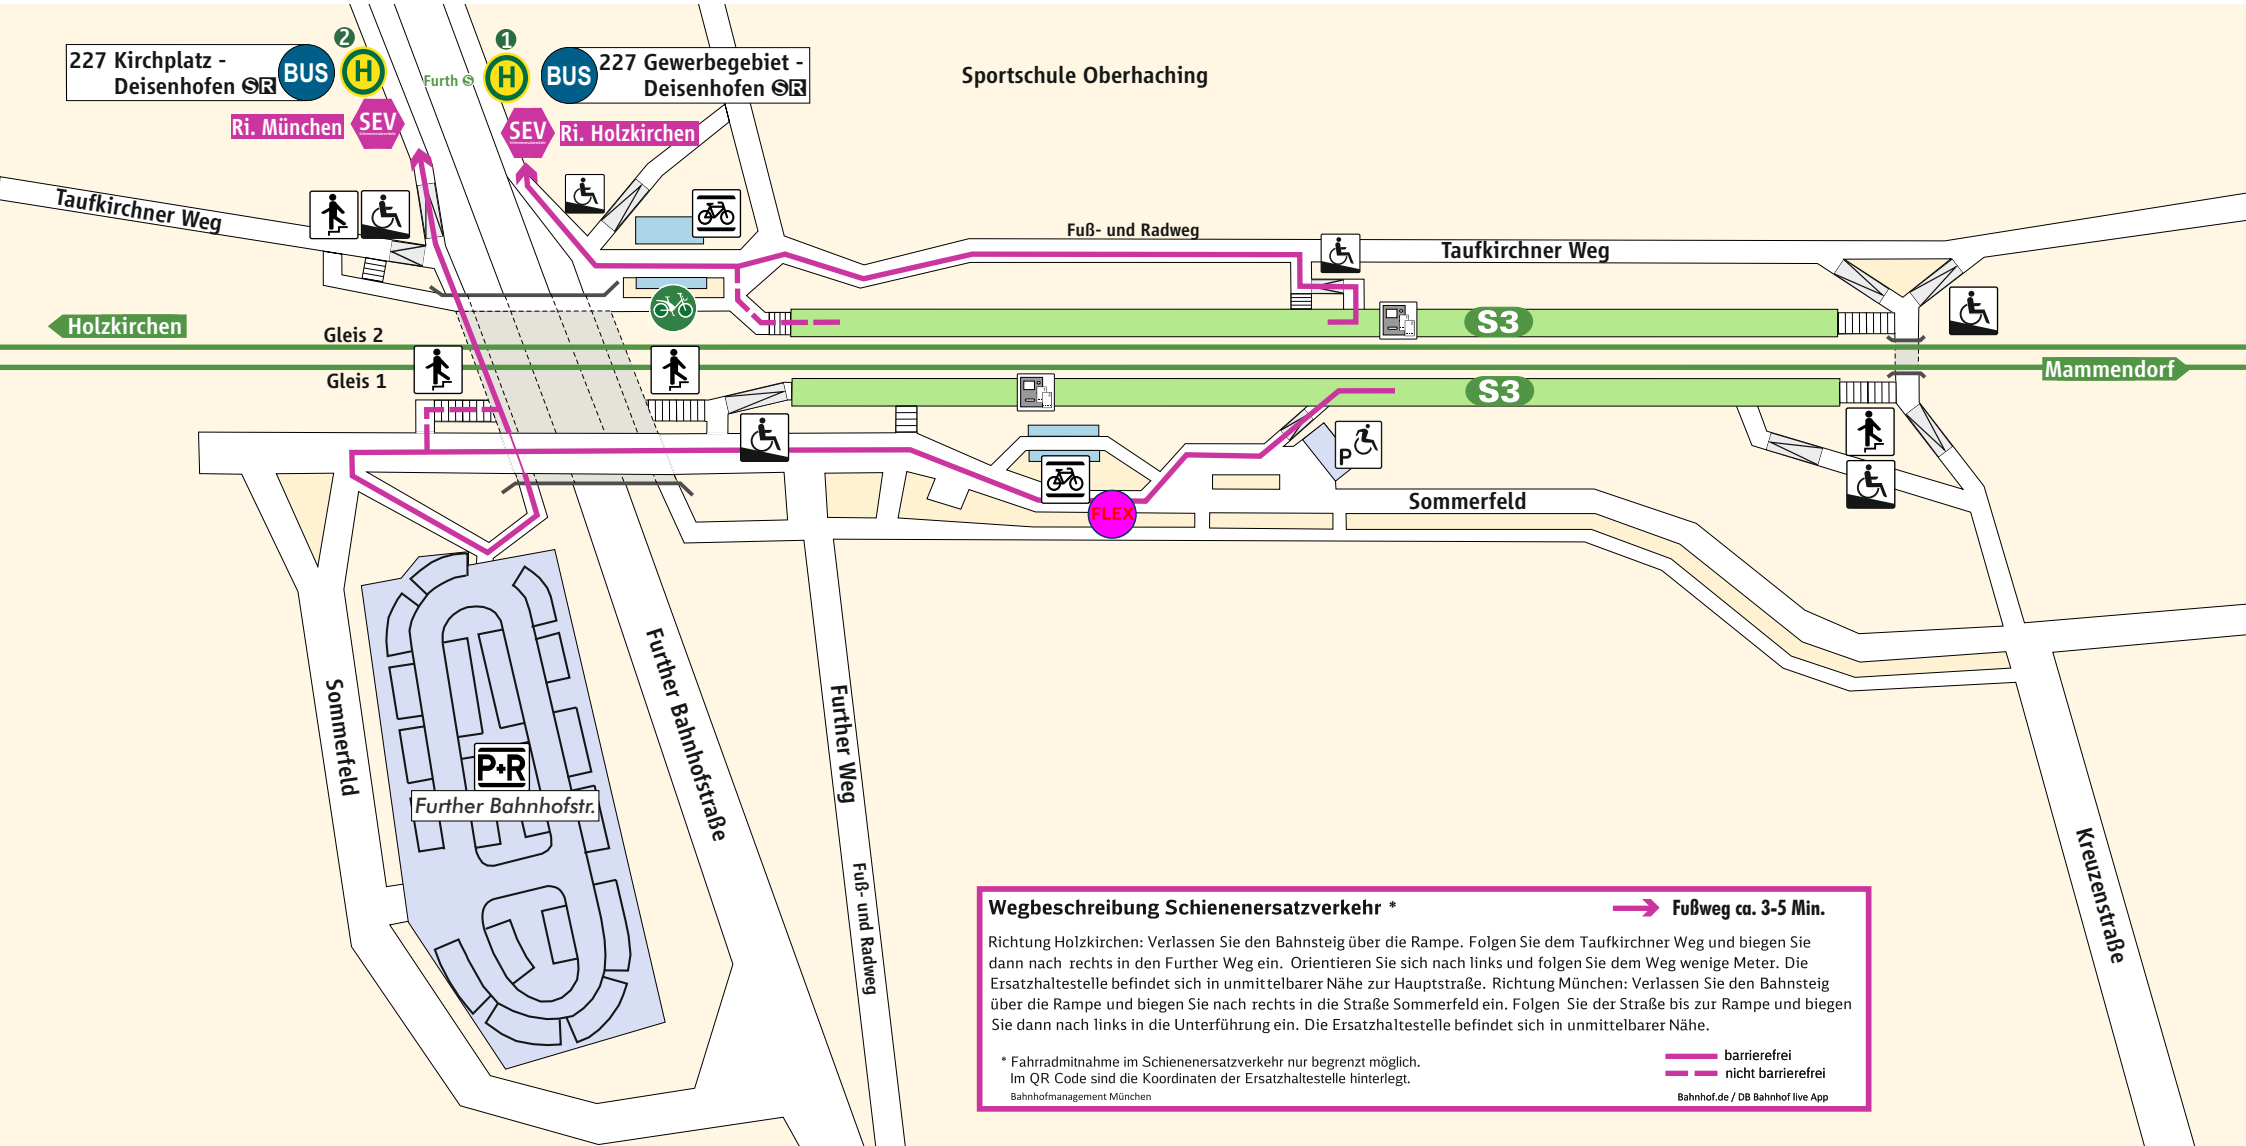 2
1
227 Kirchplatz -
Deisenhofen S R
BUS
H
Furth S
H
BUS
227 Gewerbegebiet -
Deisenhofen S R
Sportschule Oberhaching
Ri. München
SEV
SEV
Ri. Holzkirchen
Taufkirchner Weg
Fuß- und Radweg
Taufkirchner Weg
Holzkirchen
Gleis 2
S3
Gleis 1
Mammendorf
S3
P
FLEX
Sommerfeld
Sommerfeld
Further Bahnhofstraße
Further Weg
Fuß- und Radweg
P+R
Further Bahnhofstr.
Kreuzenstraße
Wegbeschreibung Schienenersatzverkehr *
Fußweg ca. 3-5 Min.
Richtung Holzkirchen: Verlassen Sie den Bahnsteig über die Rampe. Folgen Sie dem Taufkirchner Weg und biegen Sie
dann nach rechts in den Further Weg ein. Orientieren Sie sich nach links und folgen Sie dem Weg wenige Meter. Die
Ersatzhaltestelle befindet sich in unmittelbarer Nähe zur Hauptstraße. Richtung München: Verlassen Sie den Bahnsteig
über die Rampe und biegen Sie nach rechts in die Straße Sommerfeld ein. Folgen Sie der Straße bis zur Rampe und biegen
Sie dann nach links in die Unterführung ein. Die Ersatzhaltestelle befindet sich in unmittelbarer Nähe.
* Fahrradmitnahme im Schienenersatzverkehr nur begrenzt möglich.
Im QR Code sind die Koordinaten der Ersatzhaltestelle hinterlegt.
Bahnhofmanagement München
barrierefrei
nicht barrierefrei
Bahnhof.de / DB Bahnhof live App